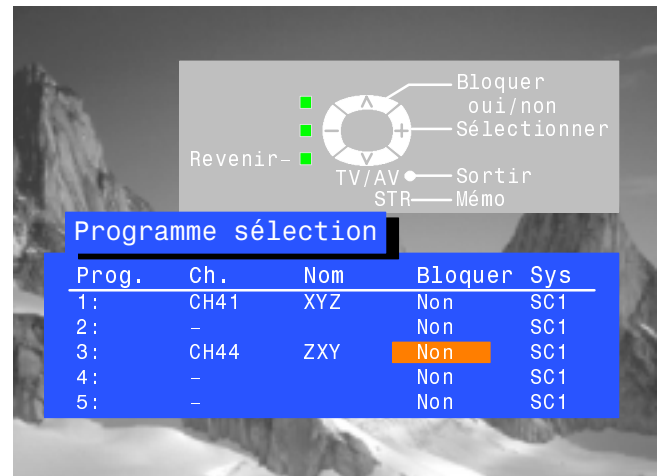 Bloquer
oui/non
Sélectionner
Revenir
TV/AV Sortir
STR Mémo
Programme sélection
Prog. Ch. Nom Bloquer Sys
1: CH41 XYZ Non SC1
2: – Non SC1
3: CH44 ZXY Non SC1
4: – Non SC1
5: – Non SC1